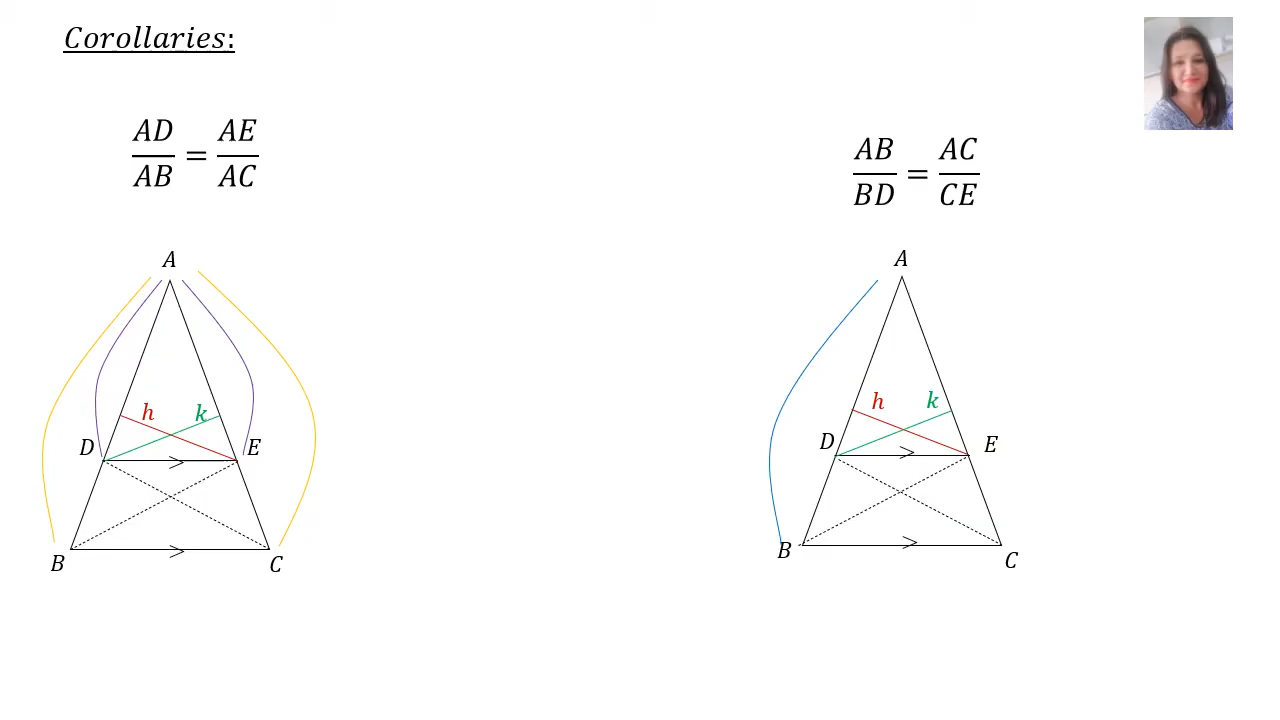 Corollaries:
AD/AB = AE/AC
AB/BD = AC/CE
A
h
k
D
E
B
C
A
h
k
D
E
B
C